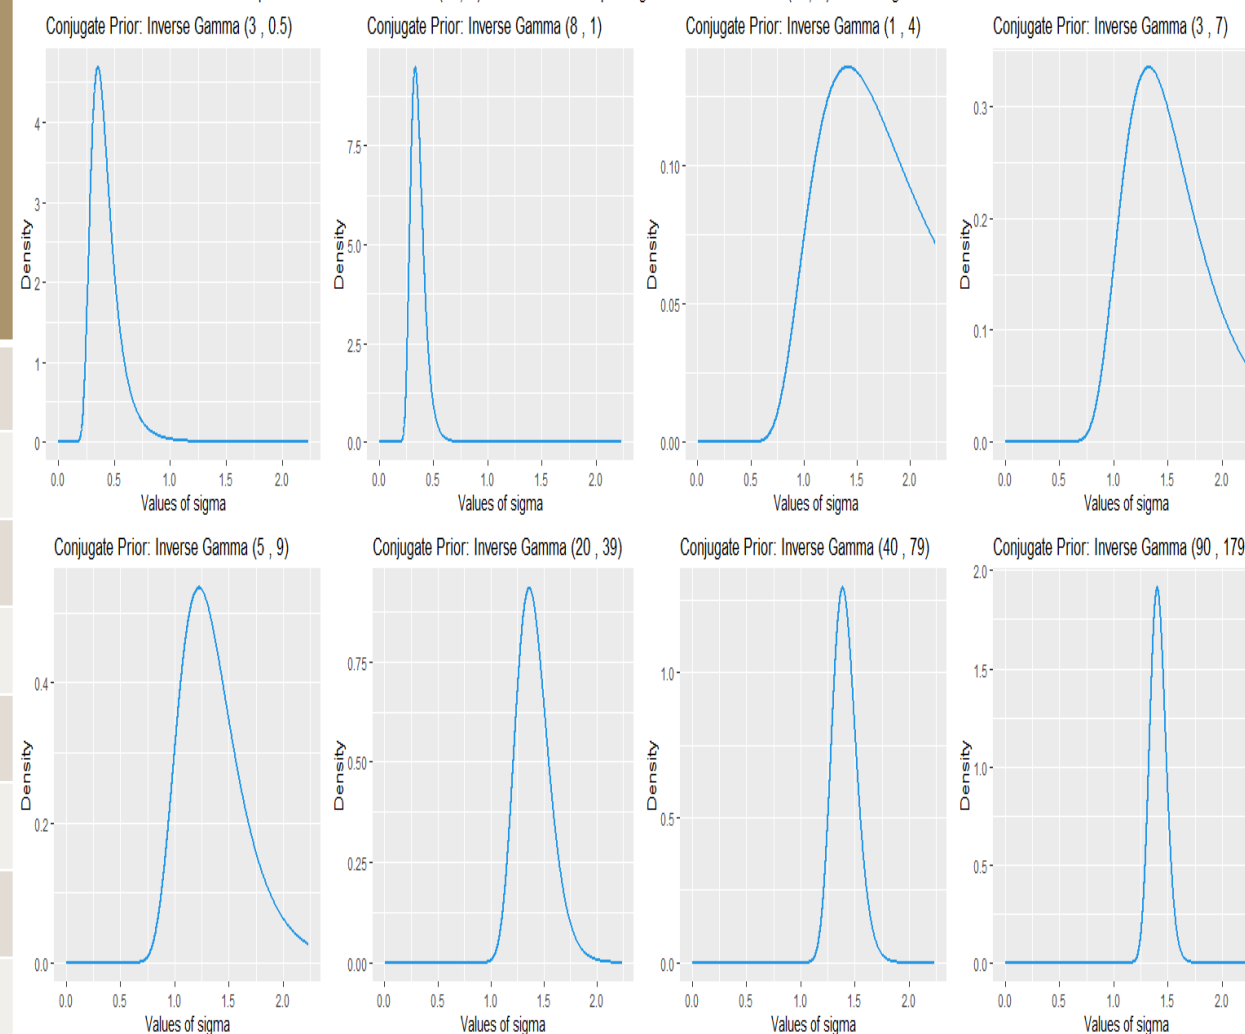 Conjugate Prior: Inverse Gamma (3 , 0.5)
Density
4
3
2
1
0
0.0 0.5 1.0 1.5 2.0
Values of sigma
Conjugate Prior: Inverse Gamma (8 , 1)
Density
7.5
5.0
2.5
0.0
0.0 0.5 1.0 1.5 2.0
Values of sigma
Conjugate Prior: Inverse Gamma (1 , 4)
Density
0.10
0.05
0.00
0.0 0.5 1.0 1.5 2.0
Values of sigma
Conjugate Prior: Inverse Gamma (3 , 7)
Density
0.3
0.2
0.1
0.0
0.0 0.5 1.0 1.5 2.0
Values of sigma
Conjugate Prior: Inverse Gamma (5 , 9)
Density
0.4
0.2
0.0
0.0 0.5 1.0 1.5 2.0
Values of sigma
Conjugate Prior: Inverse Gamma (20 , 39)
Density
0.75
0.50
0.25
0.00
0.0 0.5 1.0 1.5 2.0
Values of sigma
Conjugate Prior: Inverse Gamma (40 , 79)
Density
1.0
0.5
0.0
0.0 0.5 1.0 1.5 2.0
Values of sigma
Conjugate Prior: Inverse Gamma (90 , 179
Density
2.0
1.5
1.0
0.5
0.0
0.0 0.5 1.0 1.5 2.0
Values of sigma